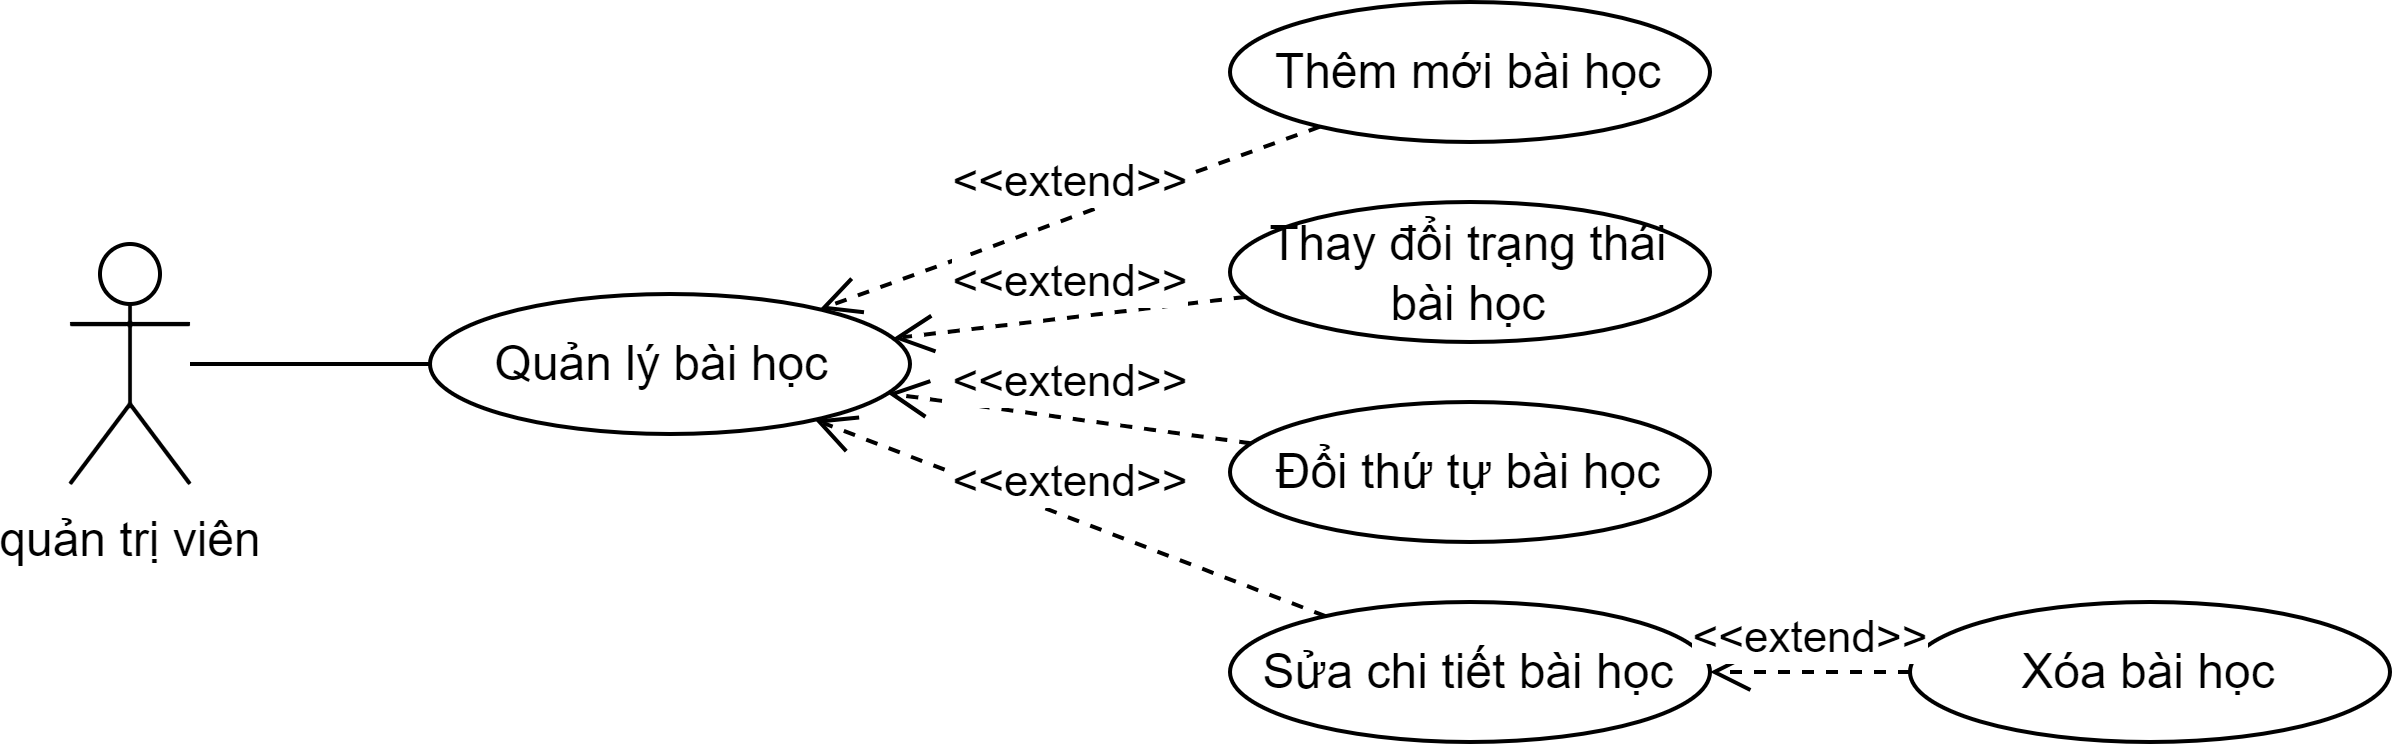 Thêm mới bài học
<<extend>>
Thay đổi trạng thái
bài học
<<extend>>
Quản lý bài học
<<extend>>
Đổi thứ tự bài học
<<extend>>
quản trị viên
<<extend>>
Sửa chi tiết bài học
Xóa bài học